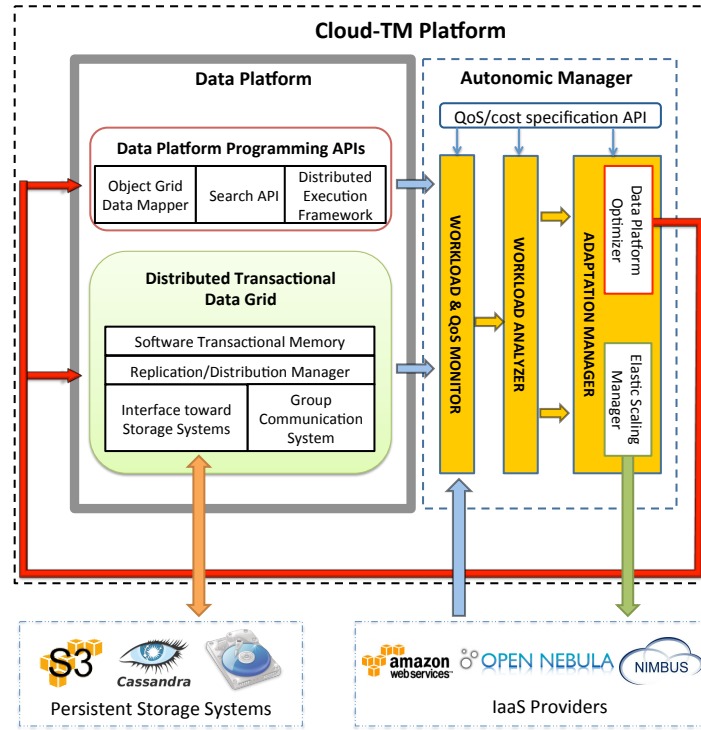 Cloud-TM Platform
Data Platform
Autonomic Manager
QoS/cost specification API
Data Platform Programming APIs
Object Grid
Data Mapper
Search API
Distributed
Execution
Framework
Distributed Transactional
Data Grid
Software Transactional Memory
Replication/Distribution Manager
Interface toward
Storage Systems
Group
Communication
System
WORKLOAD & QoS MONITOR
WORKLOAD ANALYZER
ADAPTATION MANAGER
Data Platform
Optimizer
Elastic Scaling
Manager
S3
Cassandra
Persistent Storage Systems
amazon
webservices™
OPEN NEBULA
NIMBUS
IaaS Providers